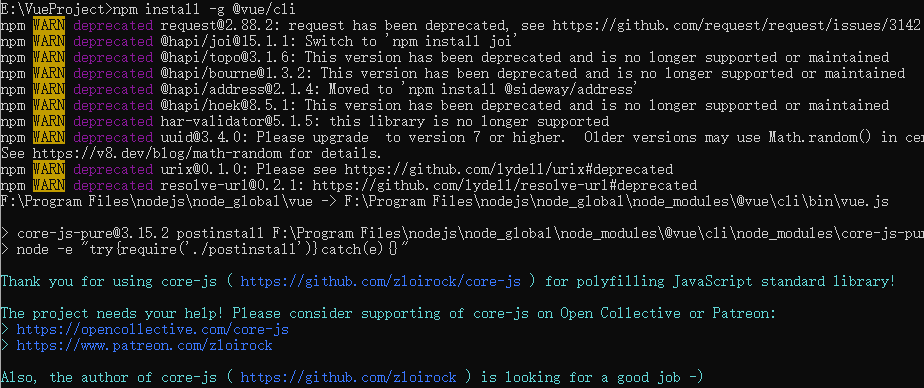 E:\VueProject>npm install -g @vue/cli
npm WARN deprecated request@2.88.2: request has been deprecated, see https://github.com/request/request/issues/3142
npm WARN deprecated @hapi/joi@15.1.1: Switch to 'npm install joi'
npm WARN deprecated @hapi/topo@3.1.6: This version has been deprecated and is no longer supported or maintained
npm WARN deprecated @hapi/bourne@1.3.2: This version has been deprecated and is no longer supported or maintained
npm WARN deprecated @hapi/address@2.1.4: Moved to 'npm install @sideway/address'
npm WARN deprecated @hapi/hoek@8.5.1: This version has been deprecated and is no longer supported or maintained
npm WARN deprecated har-validator@5.1.5: this library is no longer supported
npm WARN deprecated uuid@3.4.0: Please upgrade  to version 7 or higher.  Older versions may use Math.random() in cer
See https://v8.dev/blog/math-random for details.
npm WARN deprecated urix@0.1.0: Please see https://github.com/lydell/urix#deprecated
npm WARN deprecated resolve-url@0.2.1: https://github.com/lydell/resolve-url#deprecated
F:\Program Files\nodejs\node_global\vue -> F:\Program Files\nodejs\node_global\node_modules\@vue\cli\bin\vue.js
> core-js-pure@3.15.2 postinstall F:\Program Files\nodejs\node_global\node_modules\@vue\cli\node_modules\core-js-pu
> node -e "try{require('./postinstall')}catch(e){}"
Thank you for using core-js ( https://github.com/zloirock/core-js ) for polyfilling JavaScript standard library!
The project needs your help! Please consider supporting of core-js on Open Collective or Patreon:
> https://opencollective.com/core-js
> https://www.patreon.com/zloirock
Also, the author of core-js ( https://github.com/zloirock ) is looking for a good job -)